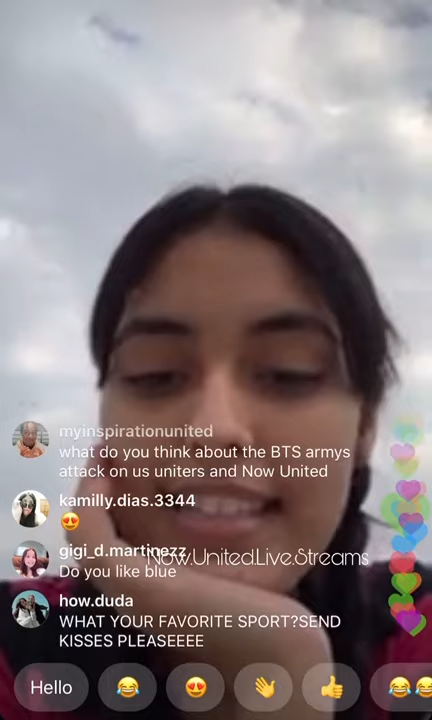 myinspirationunited
what do you think about the BTS armys
attack on us uniters and Now United
kamilly.dias.3344
😍
gigi_d.martinezz
Now.United.Live.Streams
Do you like blue
how.duda
WHAT YOUR FAVORITE SPORT?SEND
KISSES PLEASEEEE
Hello 😂 😍 👋 👍 😂😂